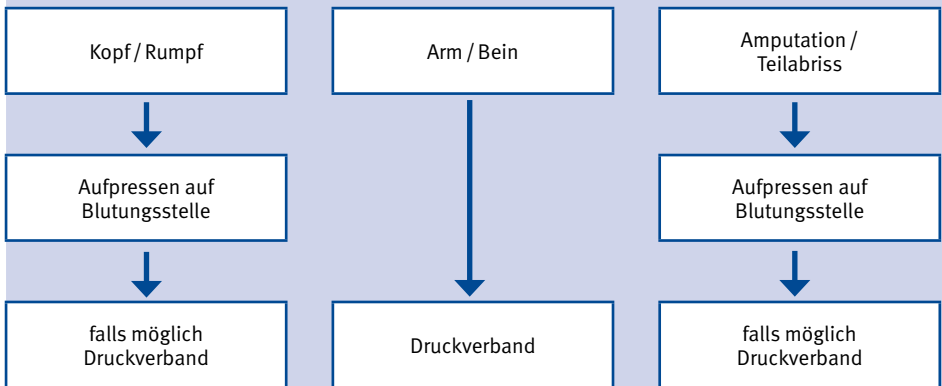 Kopf / Rumpf
Arm / Bein
Amputation /
Teilabriss
Aufpressen auf
Blutungsstelle
Aufpressen auf
Blutungsstelle
falls möglich
Druckverband
Druckverband
falls möglich
Druckverband